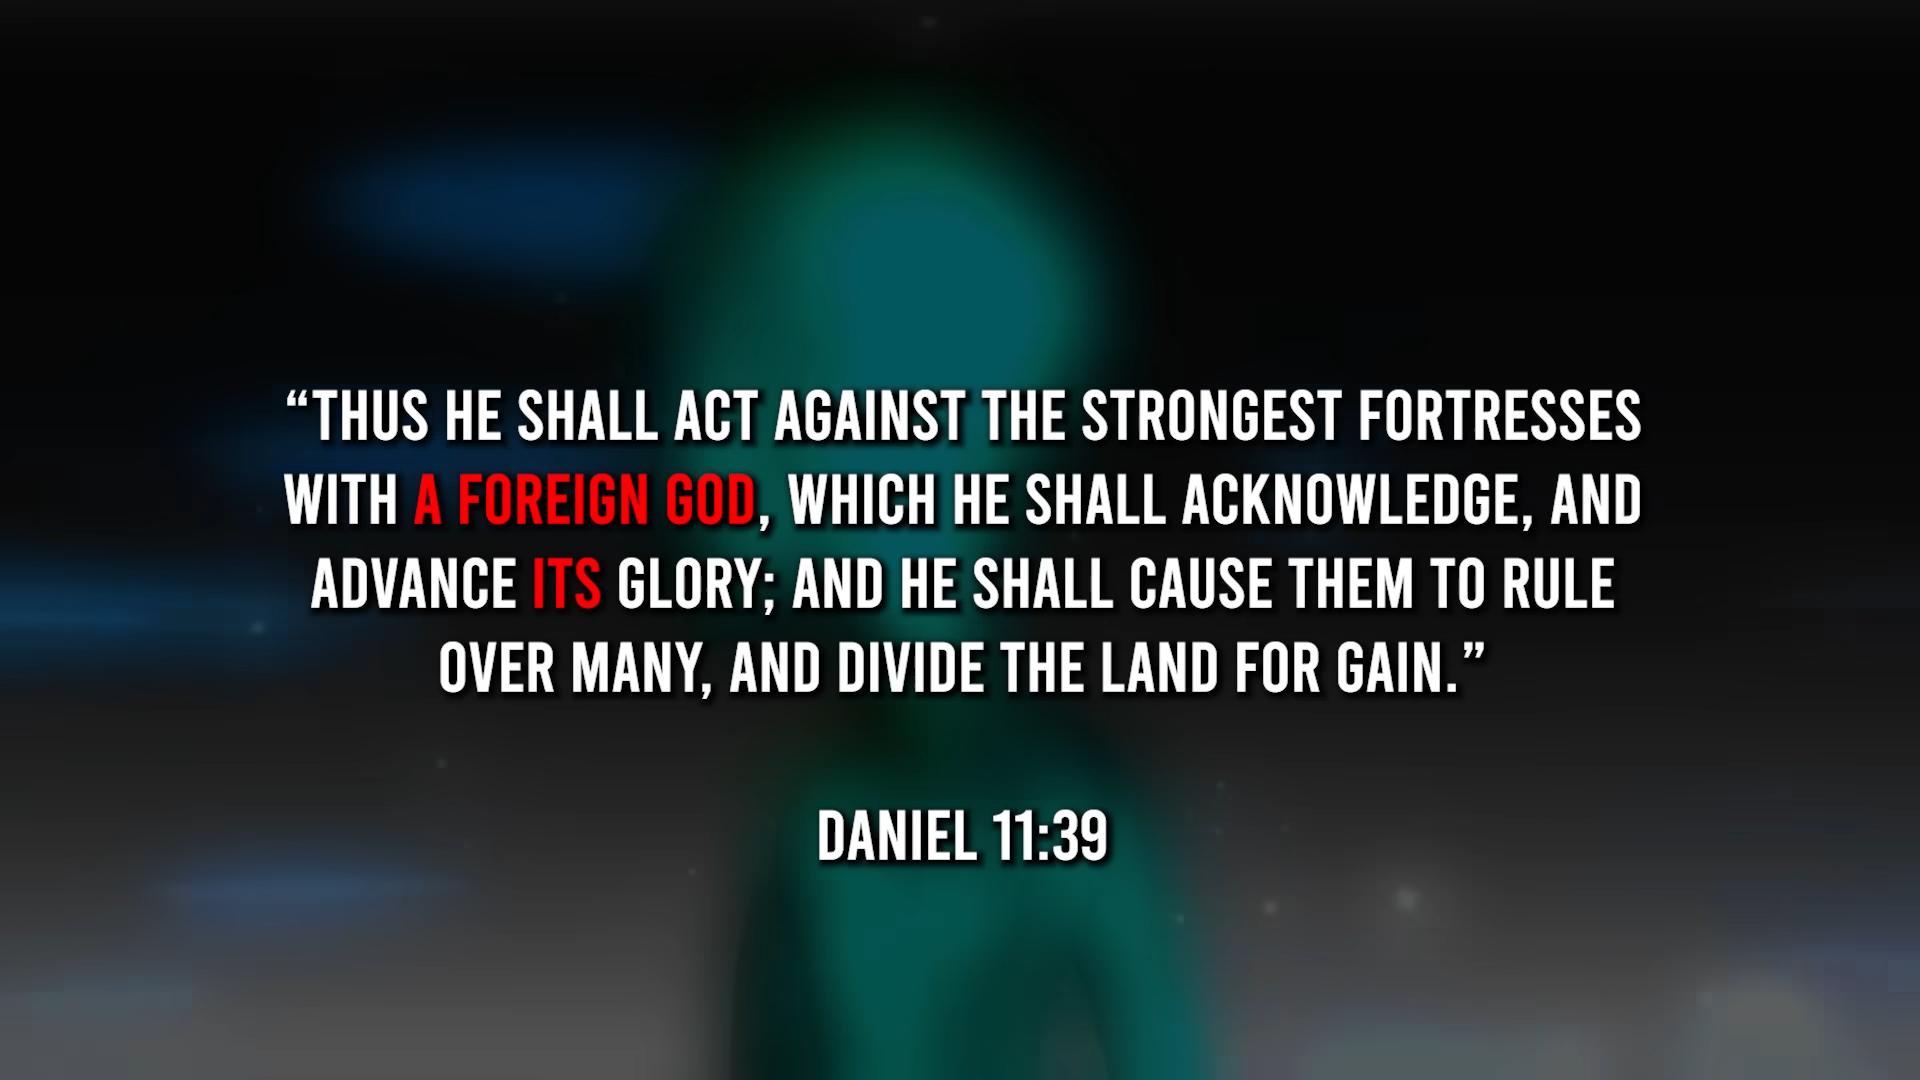 “THUS HE SHALL ACT AGAINST THE STRONGEST FORTRESSES
WITH A FOREIGN GOD, WHICH HE SHALL ACKNOWLEDGE, AND
ADVANCE ITS GLORY; AND HE SHALL CAUSE THEM TO RULE
OVER MANY, AND DIVIDE THE LAND FOR GAIN.”
DANIEL 11:39